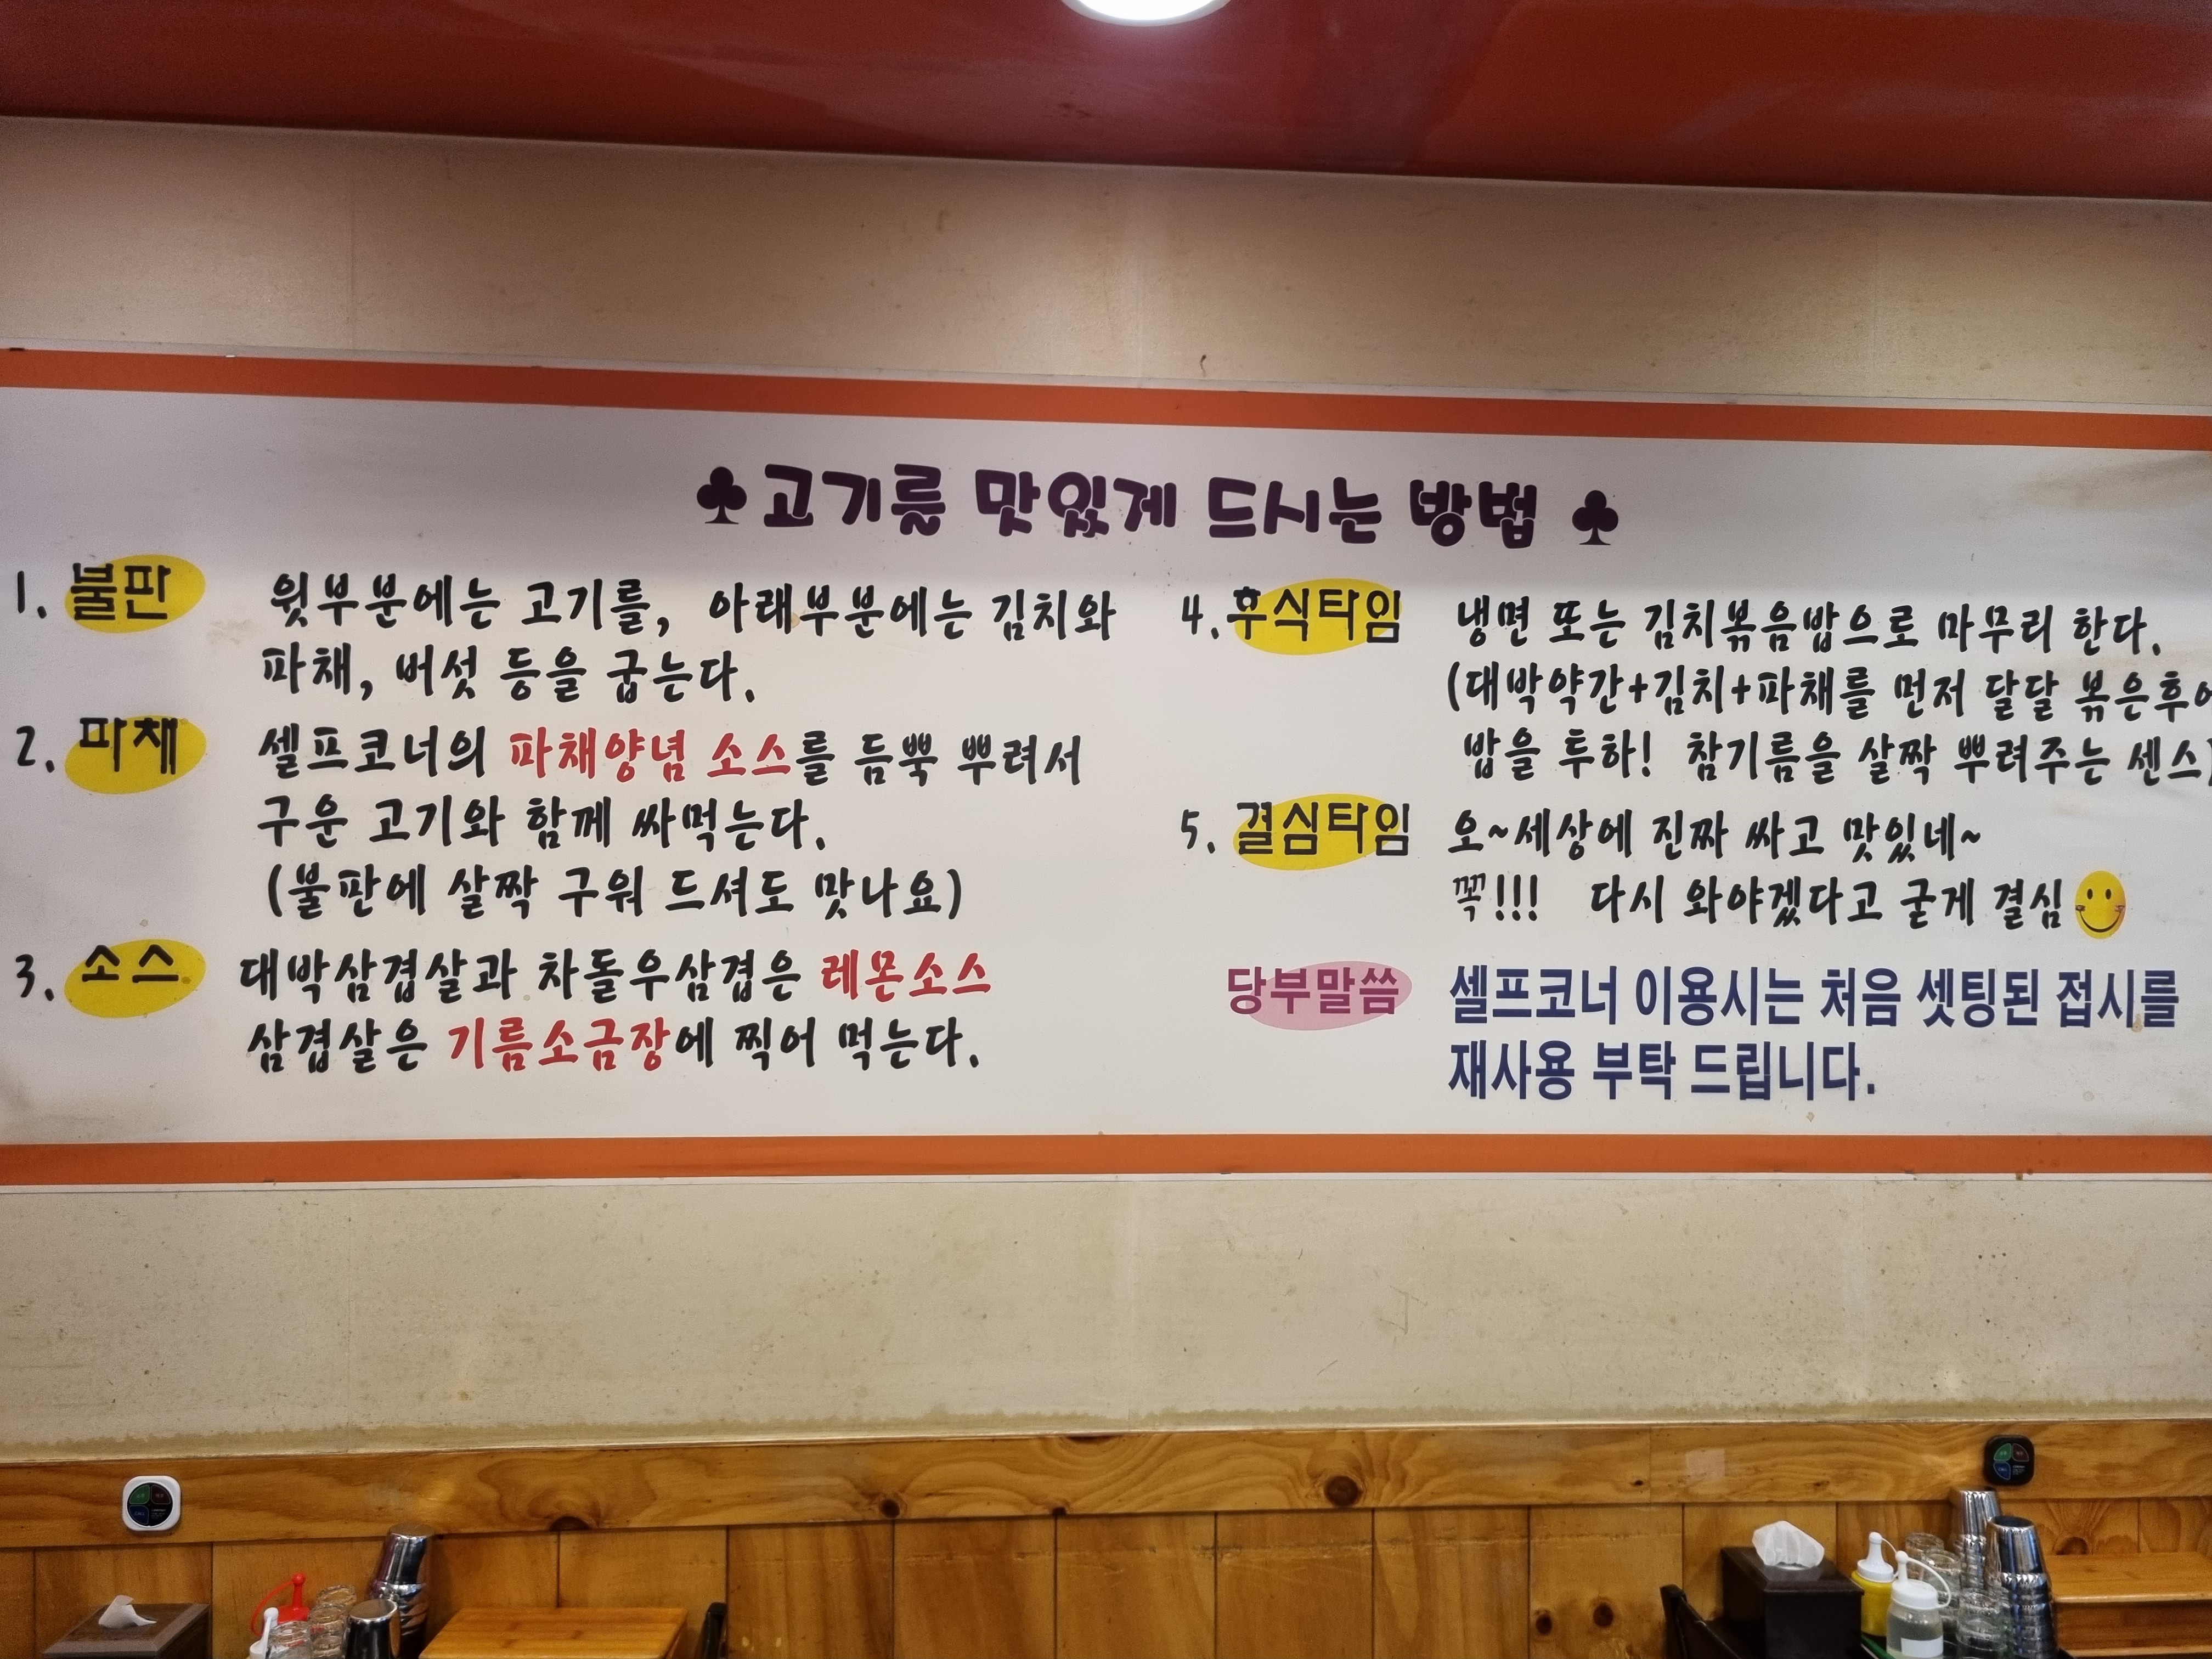 ♣고기를 맛있게 드시는 방법 ♣
1. 불판 윗부분에는 고기를, 아래부분에는 김치와
파채, 버섯 등을 굽는다.
2. 파채 셀프코너의 파채양념 소스를 듬뿍 뿌려서
구운 고기와 함께 싸먹는다.
(불판에 살짝 구워 드셔도 맛나요)
3. 소스 대박삼겹살과 차돌우삼겹은 레몬소스
삼겹살은 기름소금장에 찍어 먹는다.
4. 후식타임 냉면 또는 김치볶음밥으로 마무리 한다.
(대박약간+김치+파채를 먼저 달달 볶은후에
밥을 투하! 참기름을 살짝 뿌려주는 센스)
5. 결심타임 오~세상에 진짜 싸고 맛있네~
꼭!!! 다시 와야겠다고 굳게 결심
당부말씀 셀프코너 이용시는 처음 셋팅된 접시를
재사용 부탁 드립니다.